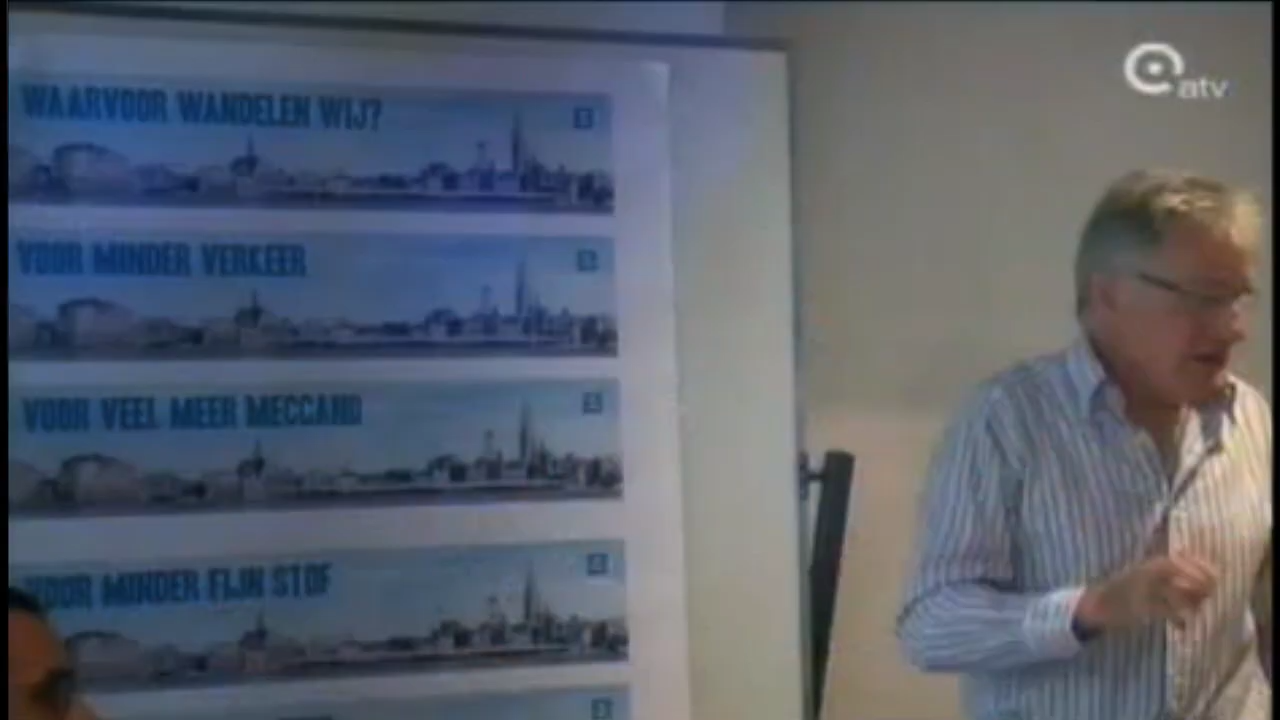 atv
WAARVOOR WANDELEN WIJ?
VOOR MINDER VERKEER
VOOR VEEL MEER MECCANO
VOOR MINDER FIJN STOF